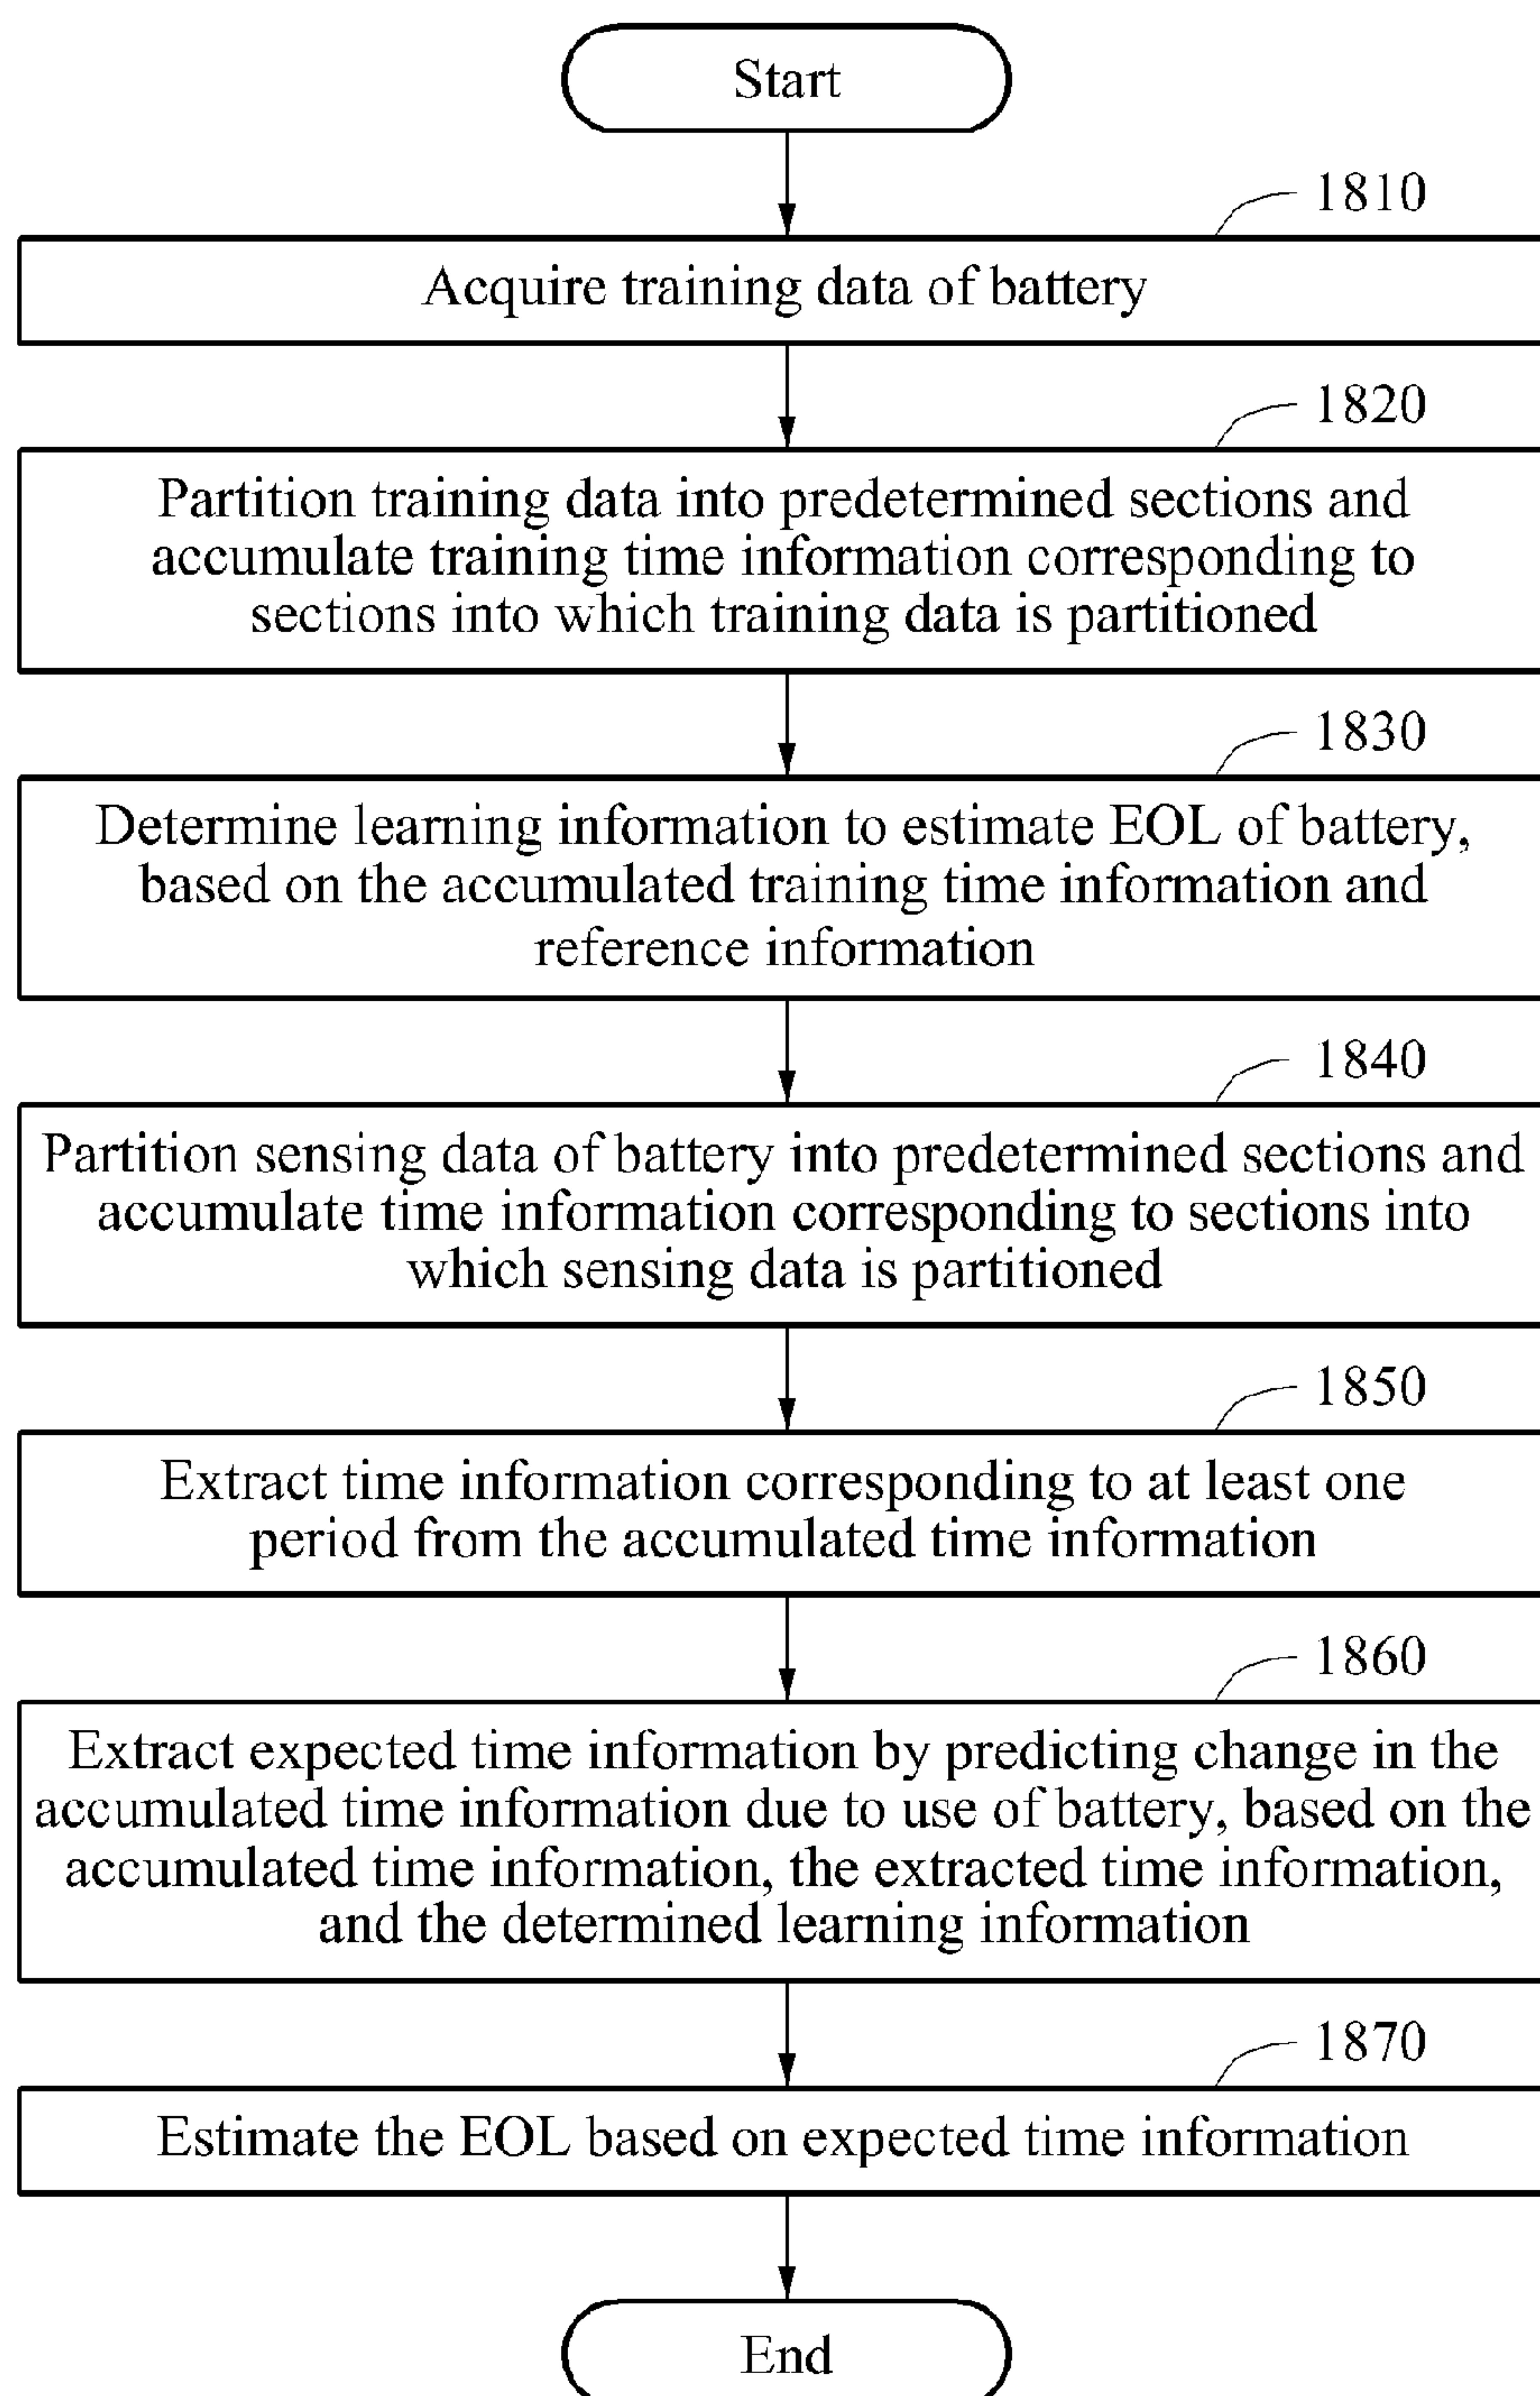 Start
1810
Acquire training data of battery
1820
Partition training data into predetermined sections and
accumulate training time information corresponding to
sections into which training data is partitioned
1830
Determine learning information to estimate EOL of battery,
based on the accumulated training time information and
reference information
1840
Partition sensing data of battery into predetermined sections and
accumulate time information corresponding to sections into
which sensing data is partitioned
1850
Extract time information corresponding to at least one
period from the accumulated time information
1860
Extract expected time information by predicting change in the
accumulated time information due to use of battery, based on the
accumulated time information, the extracted time information,
and the determined learning information
1870
Estimate the EOL based on expected time information
End